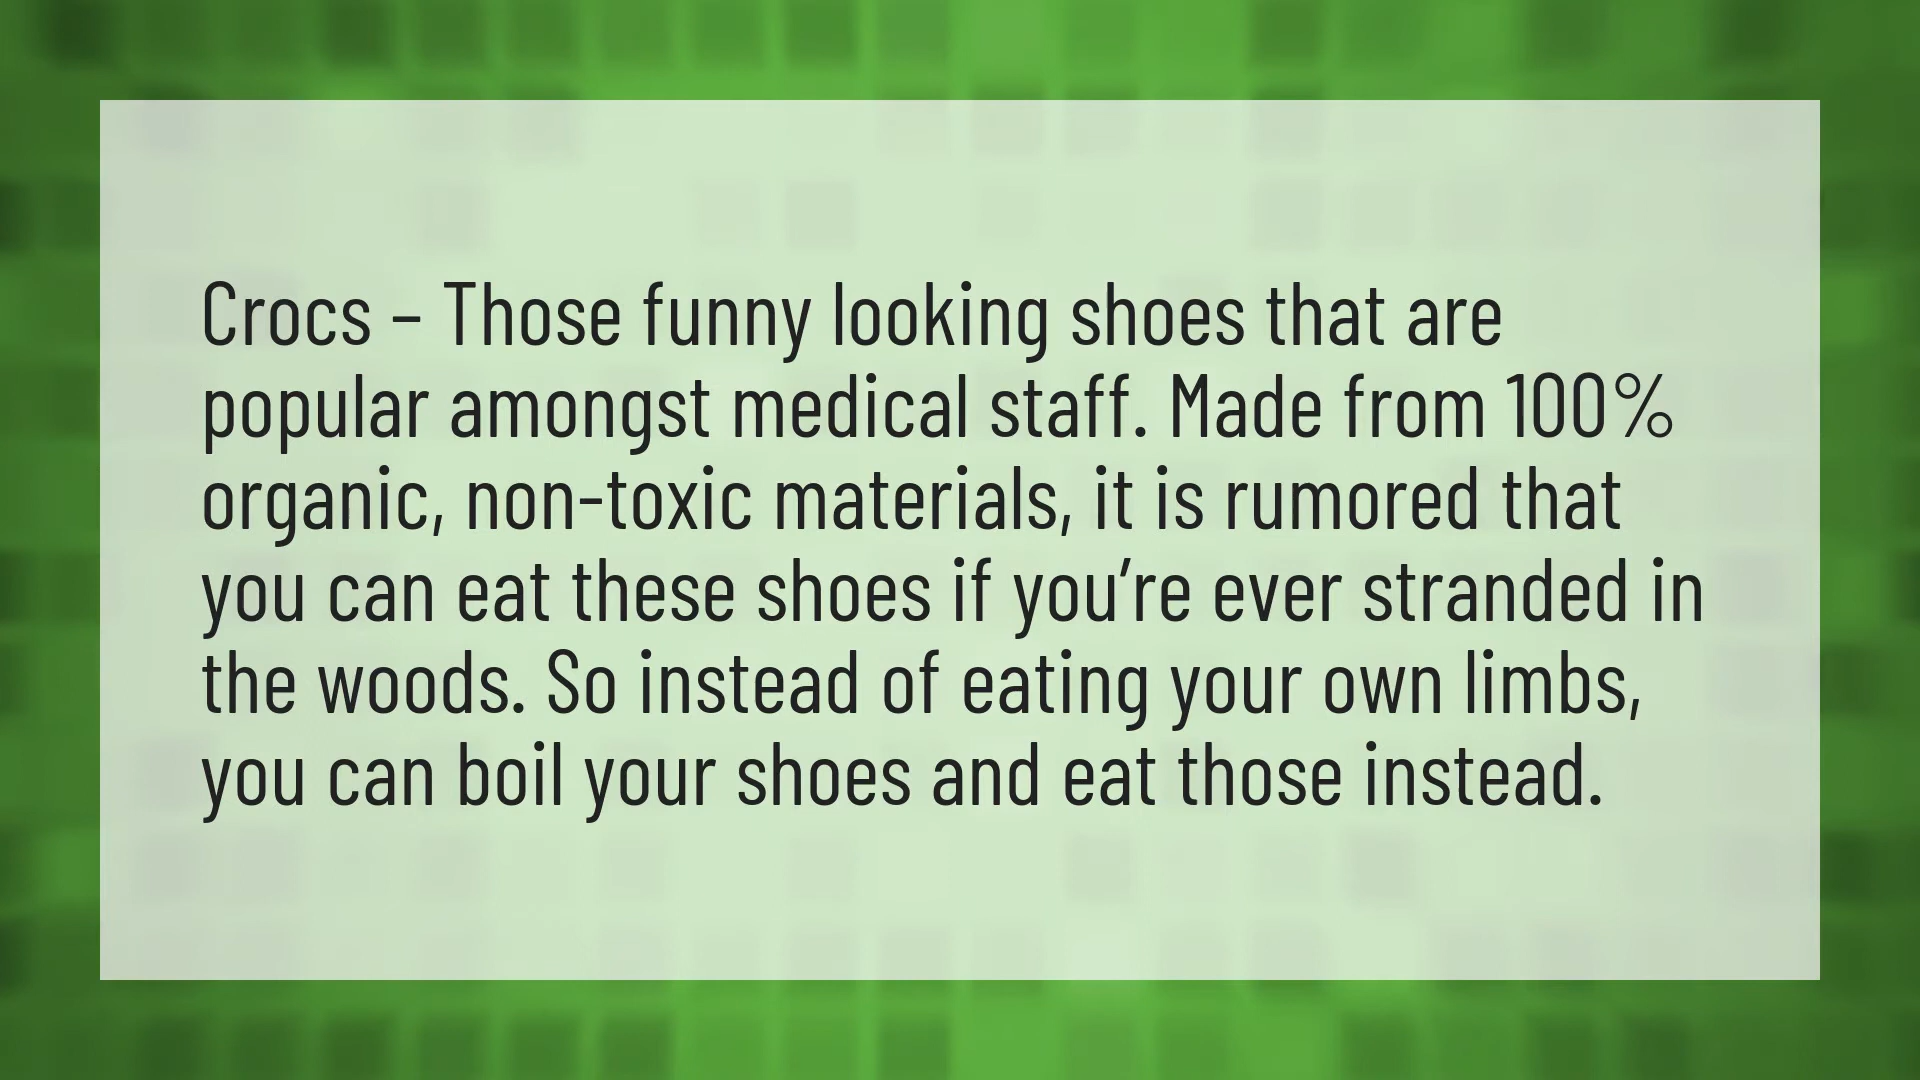 Crocs – Those funny looking shoes that are
popular amongst medical staff. Made from 100%
organic, non-toxic materials, it is rumored that
you can eat these shoes if you’re ever stranded in
the woods. So instead of eating your own limbs,
you can boil your shoes and eat those instead.